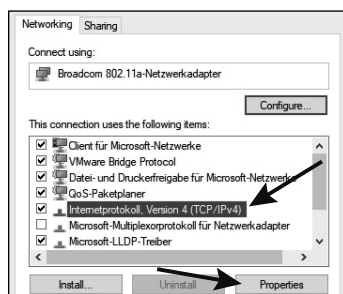 Networking Sharing
Connect using:
Broadcom 802.11a-Netzwerkadapter
Configure...
This connection uses the following items:
Client für Microsoft-Netzwerke
VMware Bridge Protocol
Datei- und Druckerfreigabe für Microsoft-Netzwerke
QoS-Paketplaner
Internetprotokoll, Version 4 (TCP/IPv4)
Microsoft-Multiplexorprotokoll für Netzwerkadapter
Microsoft-LLDP-Treiber
Install... Uninstall Properties